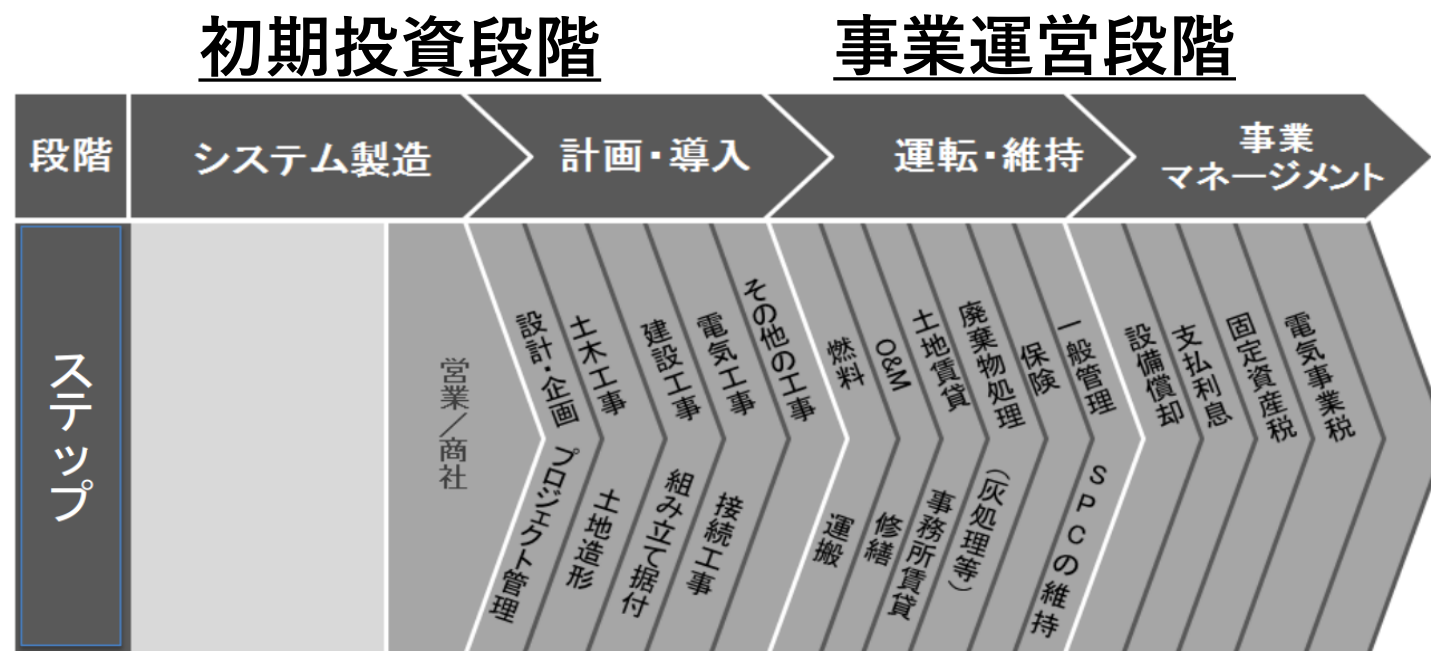 初期投資段階
事業運営段階
段階
システム製造
計画・導入
運転・維持
事業
マネージメント
ステップ
営業／商社
設計・企画
プロジェクト管理
土木工事
土地造形
建設工事
組み立て据付
電気工事
接続工事
その他の工事
燃料
運搬
O&M
修繕
土地賃貸
事務所賃貸
廃棄物処理
（灰処理等）
保険
一般管理
SPCの維持
設備償却
支払利息
固定資産税
電気事業税